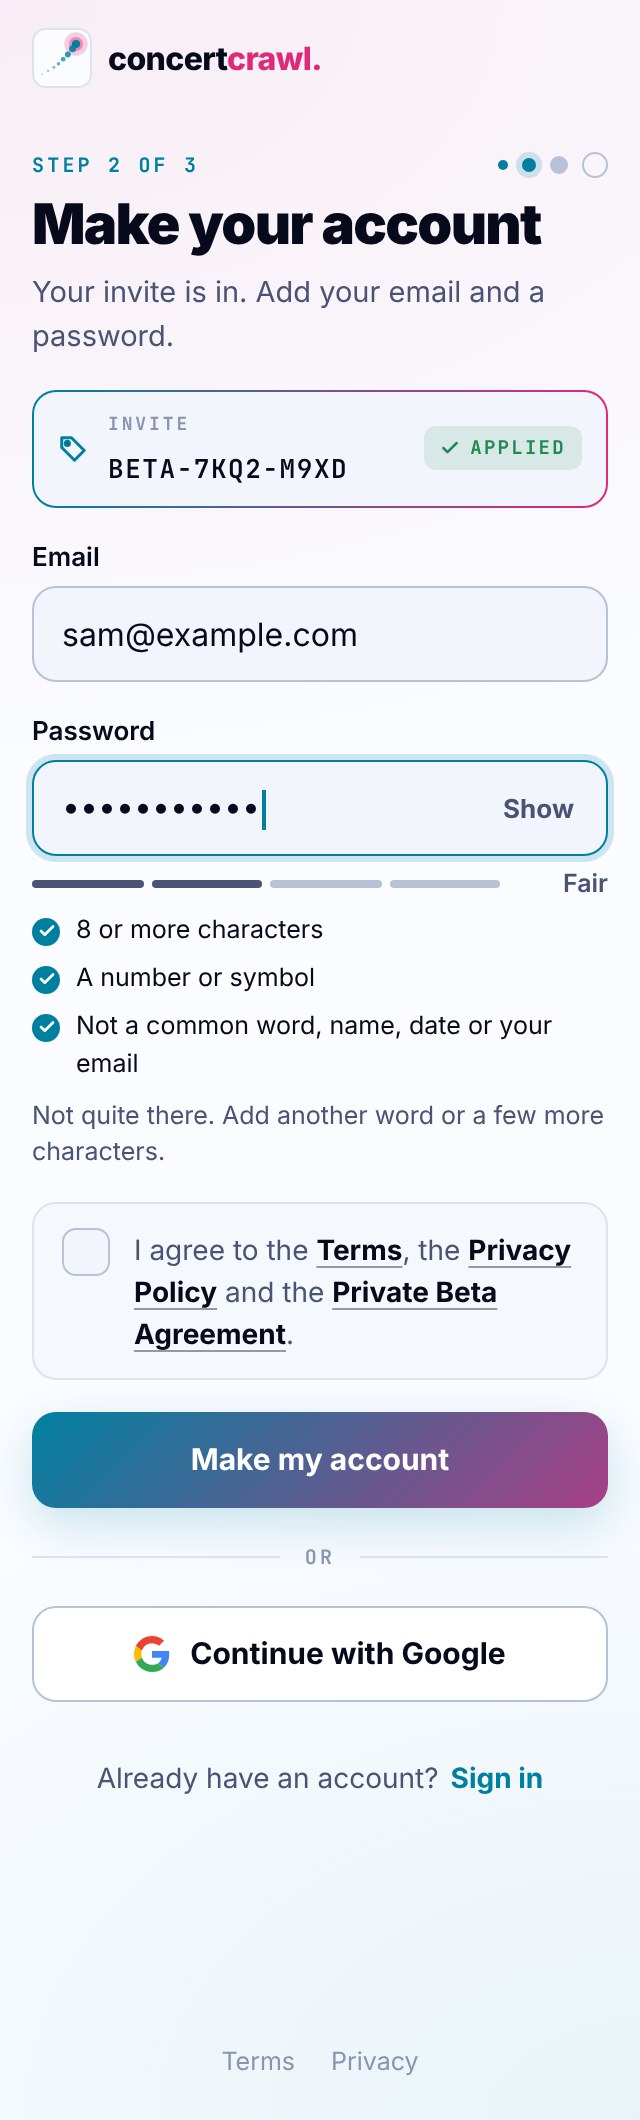 concertcrawl.
STEP 2 OF 3
Make your account
Your invite is in. Add your email and a
password.
INVITE
BETA-7KQ2-M9XD
APPLIED
Email
sam@example.com
Password
•••••••••••
Show
Fair
8 or more characters
A number or symbol
Not a common word, name, date or your
email
Not quite there. Add another word or a few more
characters.
I agree to the Terms, the Privacy
Policy and the Private Beta
Agreement.
Make my account
OR
Continue with Google
Already have an account? Sign in
Terms Privacy